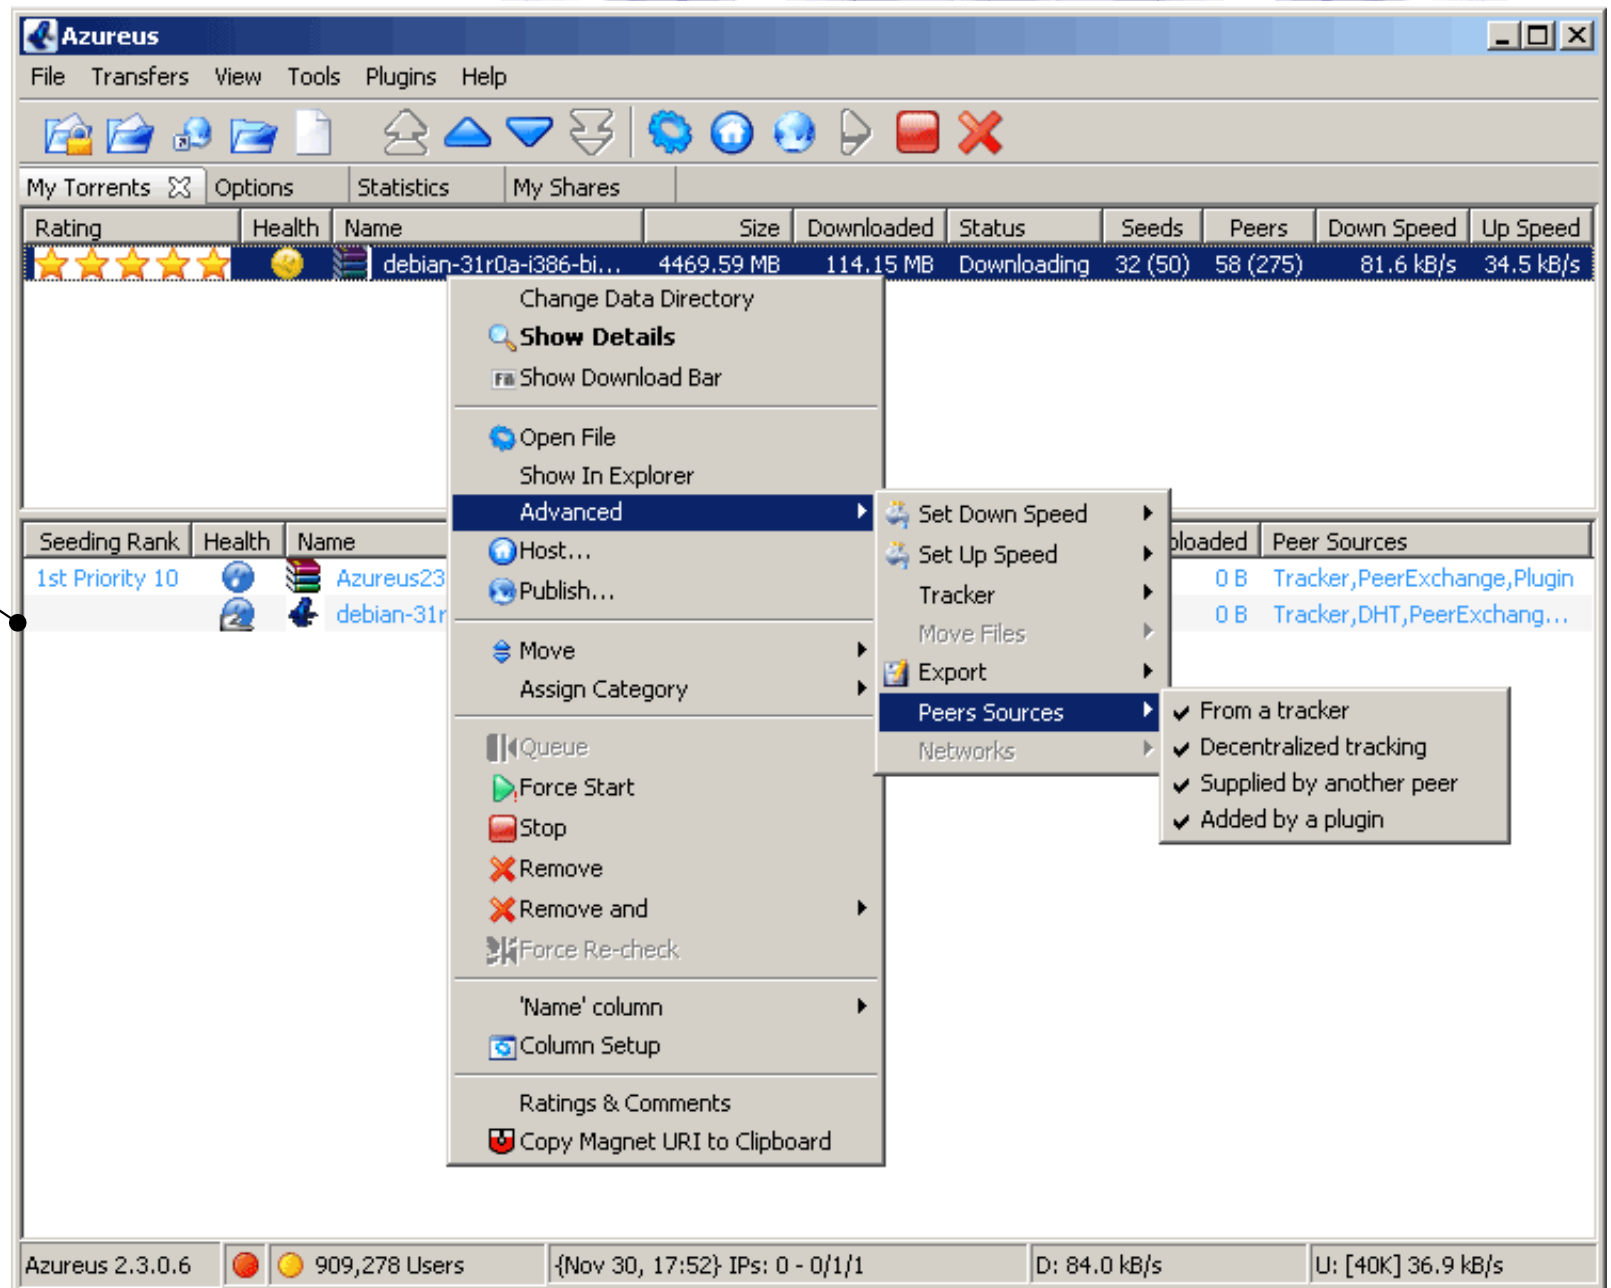 Azureus
File Transfers View Tools Plugins Help
My Torrents Options Statistics My Shares
Rating Health Name Size Downloaded Status Seeds Peers Down Speed Up Speed
debian-31r0a-i386-bi... 4469.59 MB 114.15 MB Downloading 32 (50) 58 (275) 81.6 kB/s 34.5 kB/s
Change Data Directory
Show Details
Show Download Bar
Open File
Show In Explorer
Advanced
Host...
Publish...
Move
Assign Category
Queue
Force Start
Stop
Remove
Remove and
Force Re-check
'Name' column
Column Setup
Ratings & Comments
Copy Magnet URI to Clipboard
Set Down Speed
Set Up Speed
Tracker
Move Files
Export
Peers Sources
Networks
From a tracker
Decentralized tracking
Supplied by another peer
Added by a plugin
Seeding Rank Health Name ploaded Peer Sources
1st Priority 10 Azureus23 0 B Tracker,PeerExchange,Plugin
debian-31r 0 B Tracker,DHT,PeerExchang...
Azureus 2.3.0.6 909,278 Users {Nov 30, 17:52} IPs: 0 - 0/1/1 D: 84.0 kB/s U: [40K] 36.9 kB/s